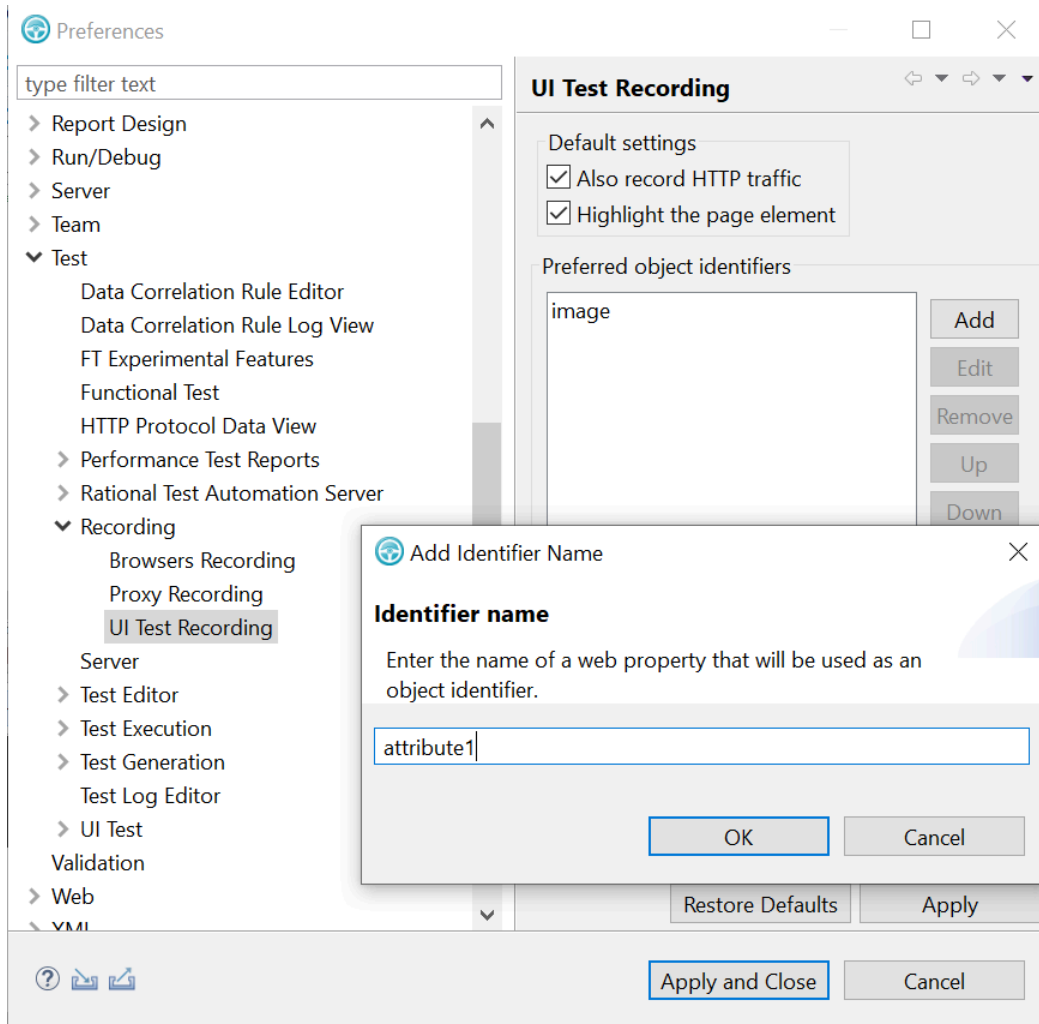 Preferences
type filter text
Report Design
Run/Debug
Server
Team
Test
Data Correlation Rule Editor
Data Correlation Rule Log View
FT Experimental Features
Functional Test
HTTP Protocol Data View
Performance Test Reports
Rational Test Automation Server
Recording
Browsers Recording
Proxy Recording
UI Test Recording
Server
Test Editor
Test Execution
Test Generation
Test Log Editor
UI Test
Validation
Web
XML
UI Test Recording
Default settings
Also record HTTP traffic
Highlight the page element
Preferred object identifiers
image
Add
Edit
Remove
Up
Down
Add Identifier Name
Identifier name
Enter the name of a web property that will be used as an
object identifier.
attribute1
OK
Cancel
Restore Defaults
Apply
Apply and Close
Cancel